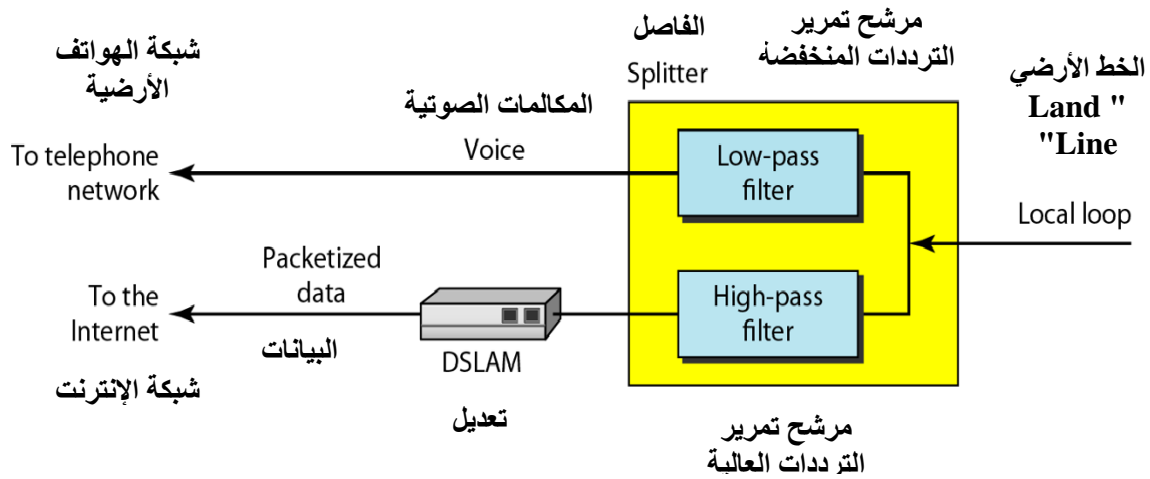 شبكة الهواتف
الأرضية
الفاصل
Splitter
مرشح تمرير
الترددات المنخفضة
الخط الأرضي
Land "
"Line
المكالمات الصوتية
Voice
To telephone
network
Low-pass
filter
Local loop
Packetized
data
To the
Internet
High-pass
filter
البيانات
DSLAM
شبكة الإنترنت
تعديل
مرشح تمرير
الترددات العالية